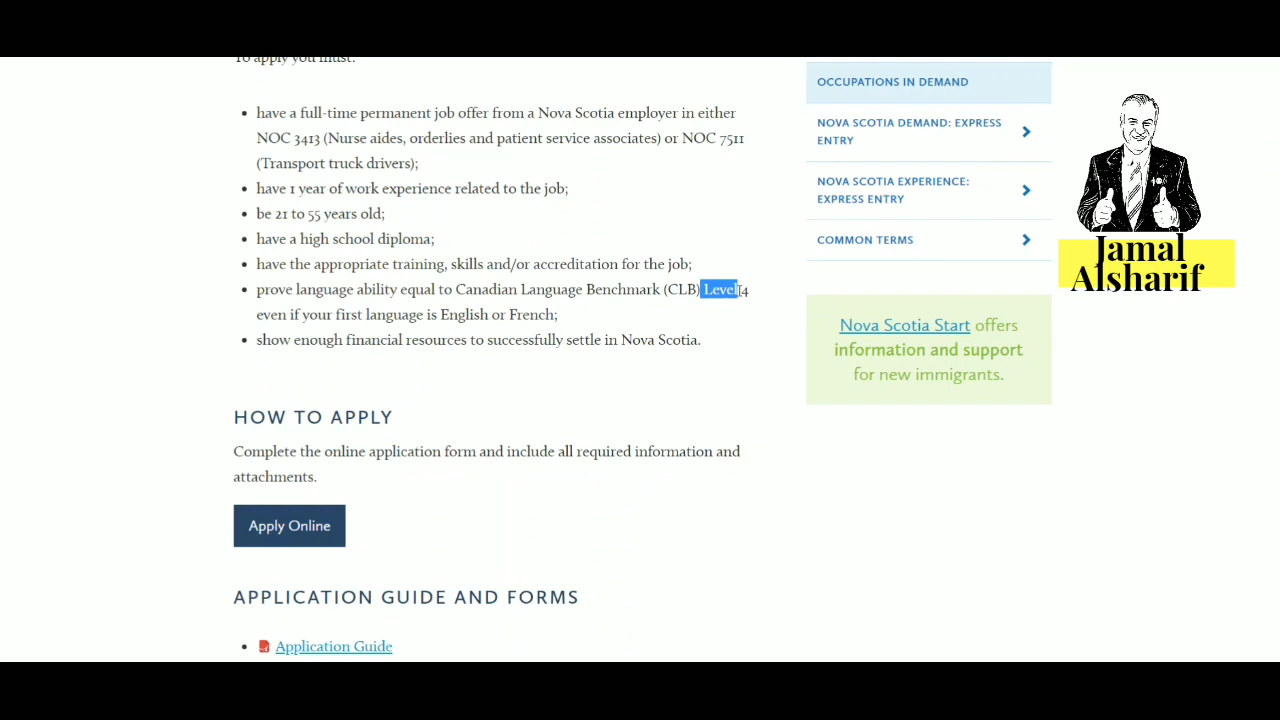 To apply you must:
have a full-time permanent job offer from a Nova Scotia employer in either
NOC 3413 (Nurse aides, orderlies and patient service associates) or NOC 7511
(Transport truck drivers);
have 1 year of work experience related to the job;
be 21 to 55 years old;
have a high school diploma;
have the appropriate training, skills and/or accreditation for the job;
prove language ability equal to Canadian Language Benchmark (CLB) Level 4
even if your first language is English or French;
show enough financial resources to successfully settle in Nova Scotia.
HOW TO APPLY
Complete the online application form and include all required information and
attachments.
Apply Online
APPLICATION GUIDE AND FORMS
Application Guide
OCCUPATIONS IN DEMAND
NOVA SCOTIA DEMAND: EXPRESS
ENTRY
NOVA SCOTIA EXPERIENCE:
EXPRESS ENTRY
COMMON TERMS
Nova Scotia Start offers
information and support
for new immigrants.
Jamal
Alsharif